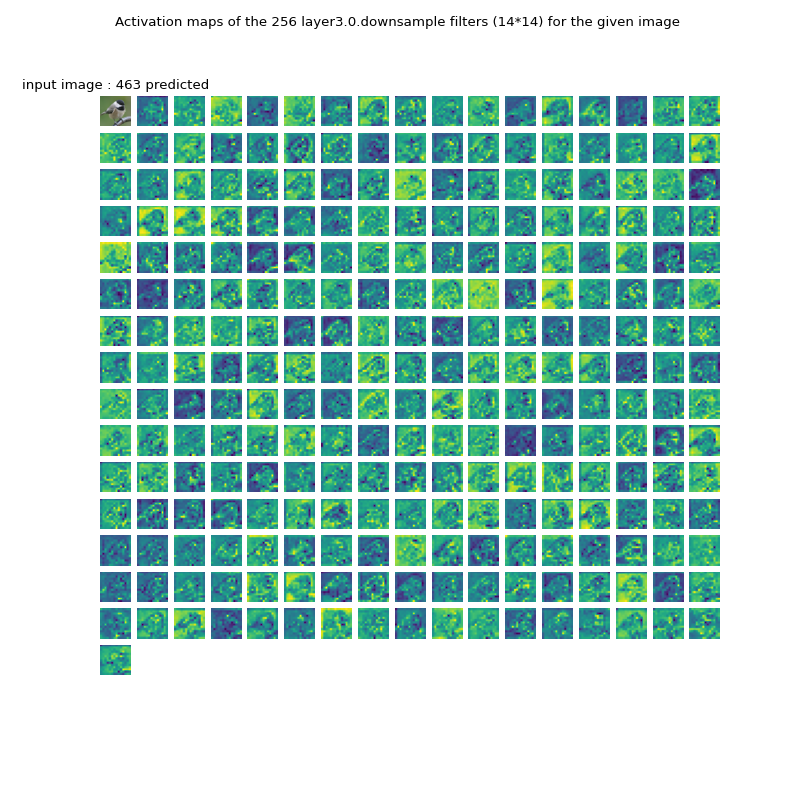 Activation maps of the 256 layer3.0.downsample filters (14*14) for the given image
input image : 463 predicted